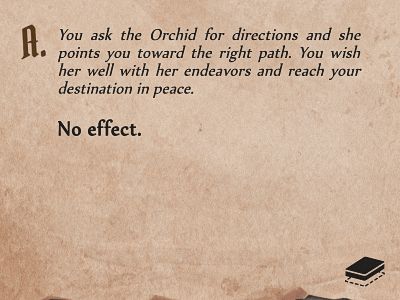 A. You ask the Orchid for directions and she
points you toward the right path. You wish
her well with her endeavors and reach your
destination in peace.
No effect.